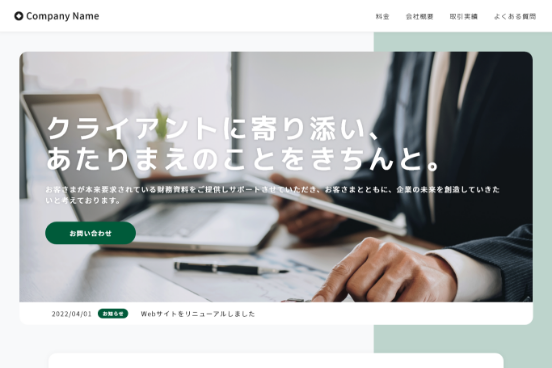 Company Name
料金 会社概要 取引実績 よくある質問
クライアントに寄り添い、
あたりまえのことをきちんと。
お客さまが本来要求されている財務資料をご提供しサポートさせていただき、お客さまとともに、企業の未来を創造していきた
いと考えております。
お問い合わせ
2022/04/01 お知らせ Webサイトをリニューアルしました